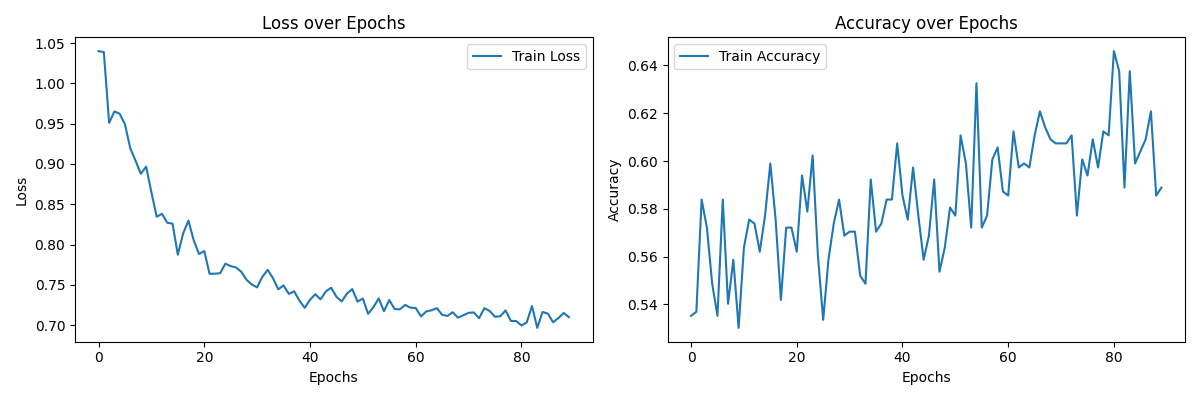 Loss over Epochs
Train Loss
1.05
1.00
0.95
0.90
0.85
0.80
0.75
0.70
Loss
0 20 40 60 80
Epochs
Accuracy over Epochs
Train Accuracy
0.64
0.62
0.60
0.58
0.56
0.54
Accuracy
0 20 40 60 80
Epochs